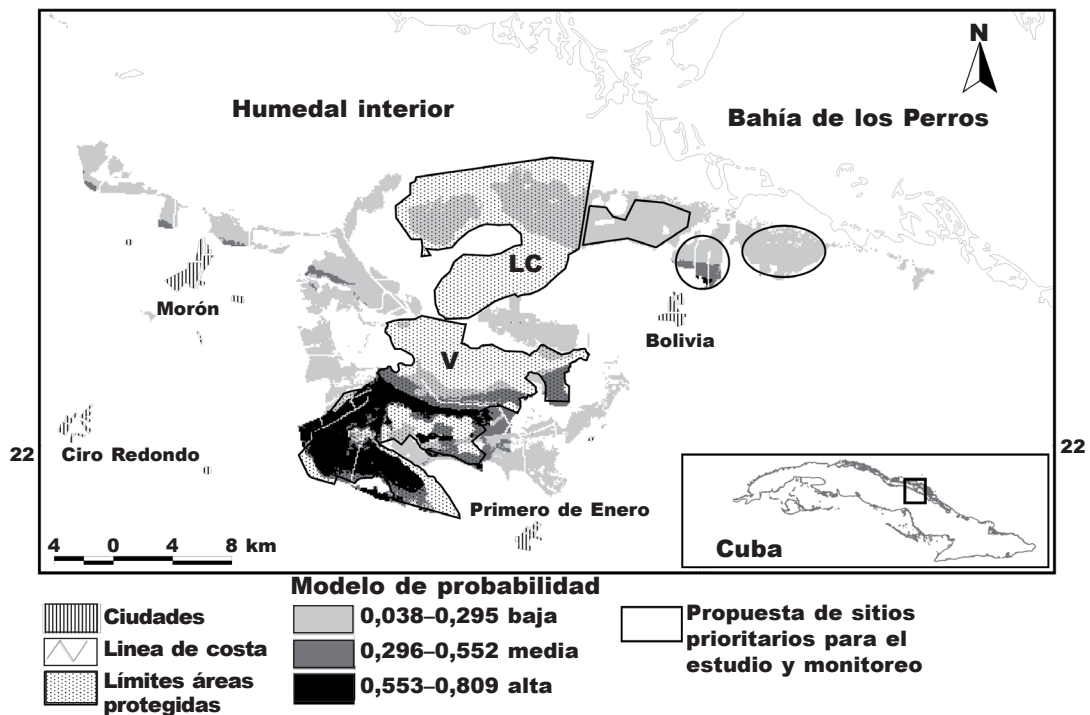 N
Humedal interior
Bahía de los Perros
LC
Morón
Bolivia
V
22
Ciro Redondo
22
Primero de Enero
4 0 4 8 km
Cuba
Modelo de probabilidad
Ciudades
Linea de costa
Límites áreas
protegidas
0,038–0,295 baja
0,296–0,552 media
0,553–0,809 alta
Propuesta de sitios
prioritarios para el
estudio y monitoreo